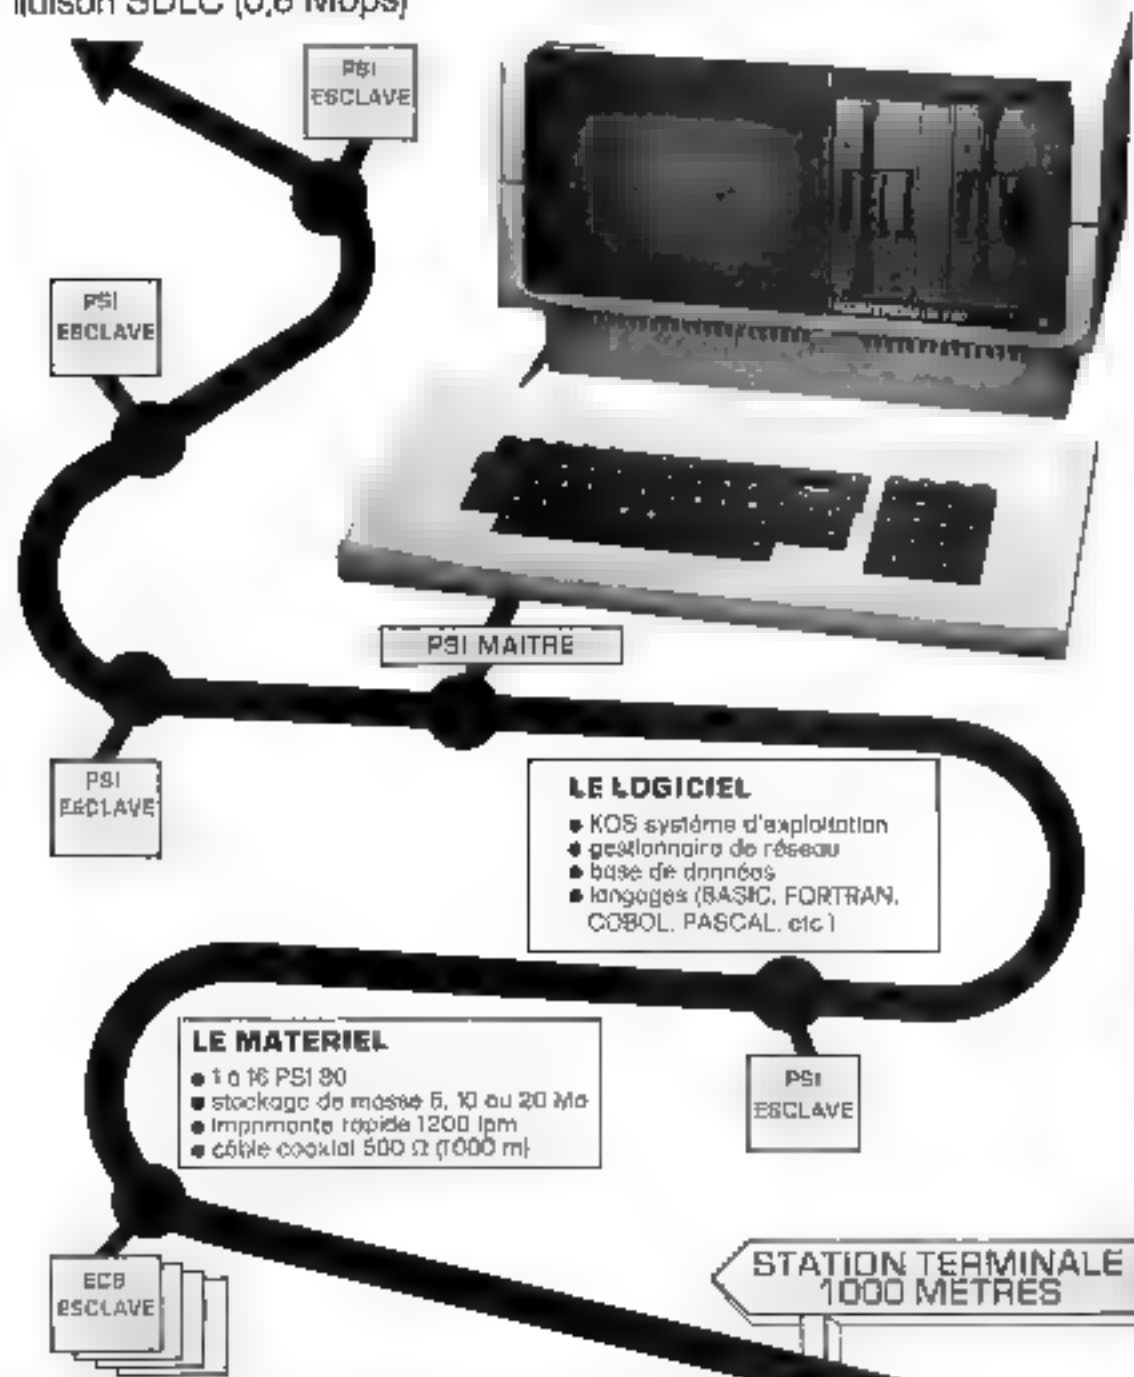 liaison SDLC (0,8 Mbps)
PSI
ESCLAVE
PSI
ESCLAVE
PSI MAITRE
PSI
ESCLAVE
LE LOGICIEL
• KOS système d'exploitation
• gestionnaire de réseau
• base de données
• langages (BASIC, FORTRAN,
COBOL, PASCAL, etc.)
LE MATERIEL
• 1 à 16 PSI 80
• stockage de masse 5, 10 ou 20 Mo
• imprimante rapide 1200 lpm
• câble coaxial 500 Ω (1000 m)
PSI
ESCLAVE
ECB
ESCLAVE
STATION TERMINALE
1000 METRES